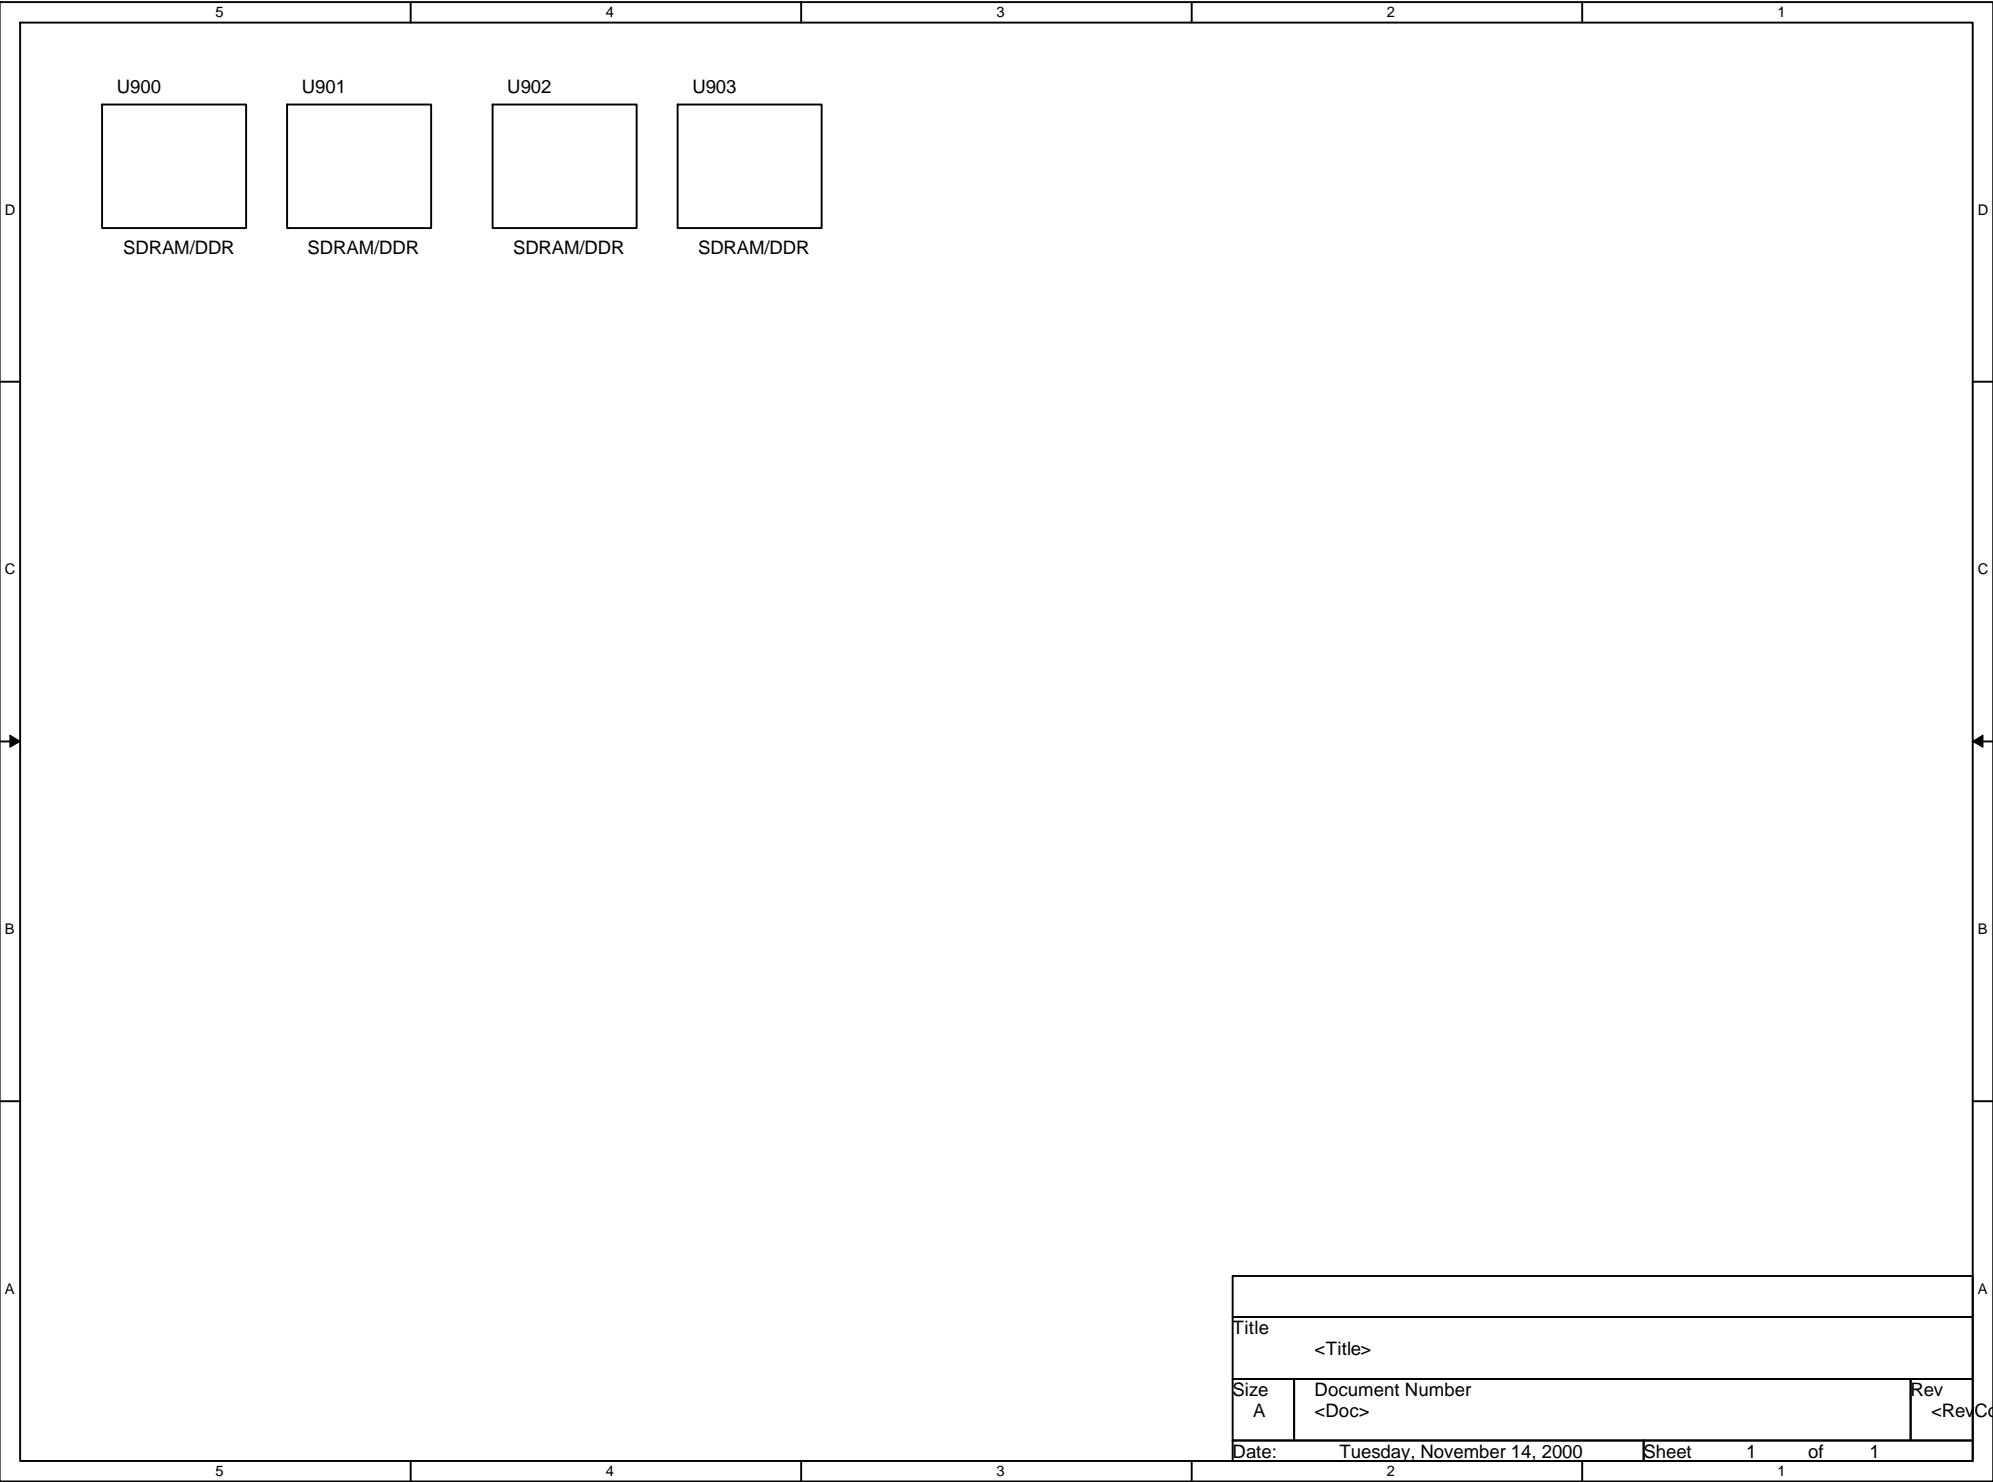 5 4 3 2 1
U900 U901 U902 U903
D D
SDRAM/DDR SDRAM/DDR SDRAM/DDR SDRAM/DDR
C C
B B
A A
Title
<Title>
Size Document Number Rev
A <Doc> <RevCo
Date: Tuesday, November 14, 2000 Sheet 1 of 1
5 4 3 2 1